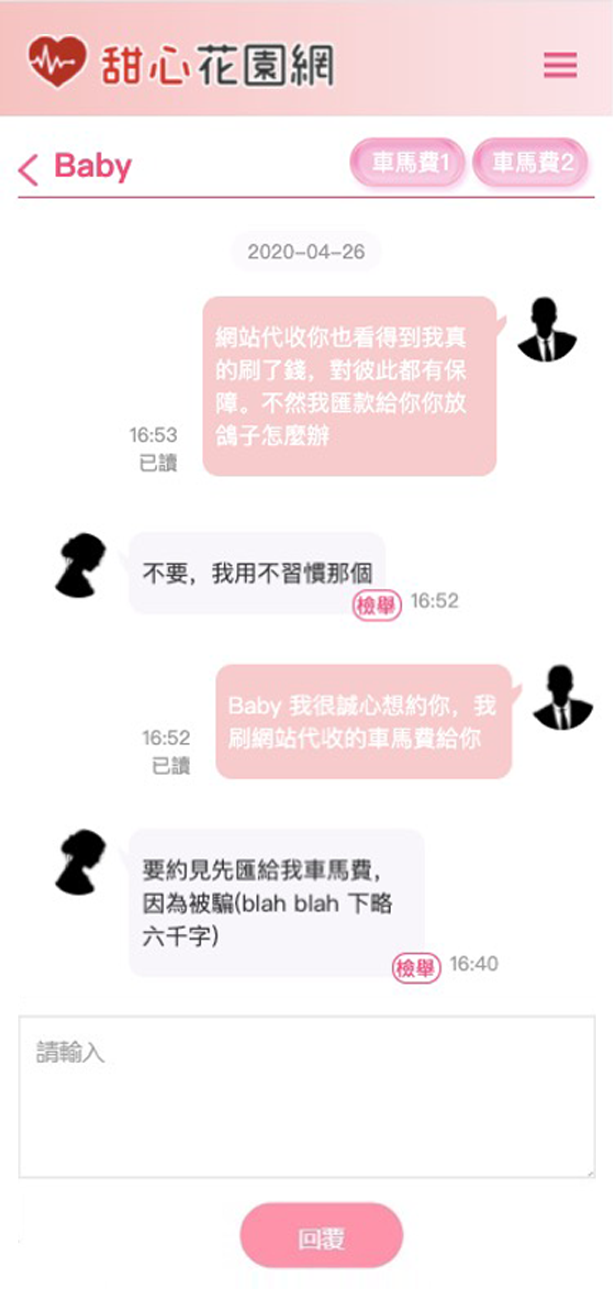 甜心花園網
Baby
車馬費1
車馬費2
2020-04-26
網站代收你也看得到我真
的刷了錢，對彼此都有保
障。不然我匯款給你你放
鴿子怎麼辦
16:53
已讀
不要，我用不習慣那個
檢舉
16:52
Baby 我很誠心想約你，我
刷網站代收的車馬費給你
16:52
已讀
要約見先匯給我車馬費，
因為被騙(blah blah 下略
六千字)
檢舉
16:40
請輸入
回覆